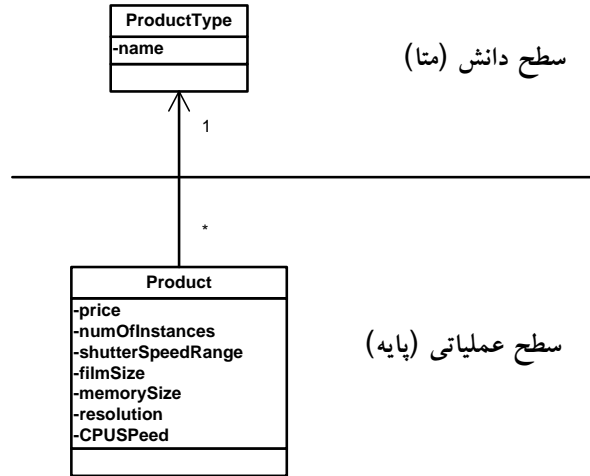 ProductType
-name
سطح دانش (متا)
1
*
Product
-price
-numOfInstances
-shutterSpeedRange
-filmSize
-memorySize
-resolution
-CPUSPeed
سطح عملیاتی (پایه)